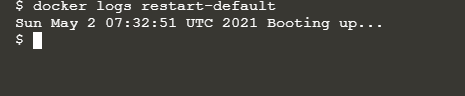 $ docker logs restart-default
Sun May 2 07:32:51 UTC 2021 Booting up...
$